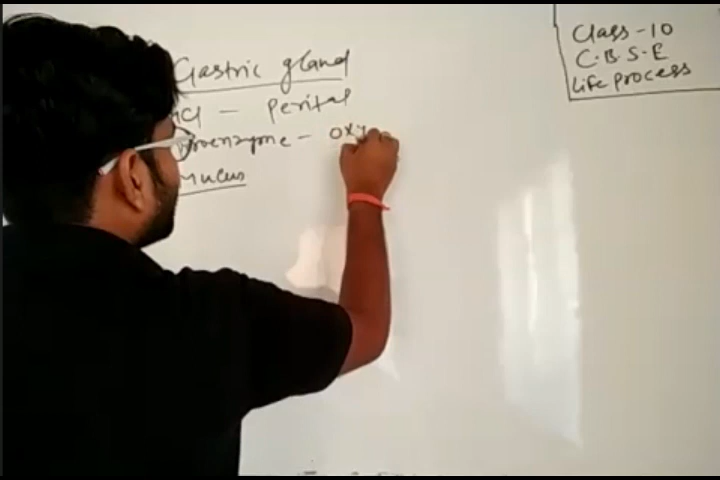 Gastric gland
HCl - Perital
Proenzyme - oxy
Mucus
Class-10
C.B.S.E
Life process